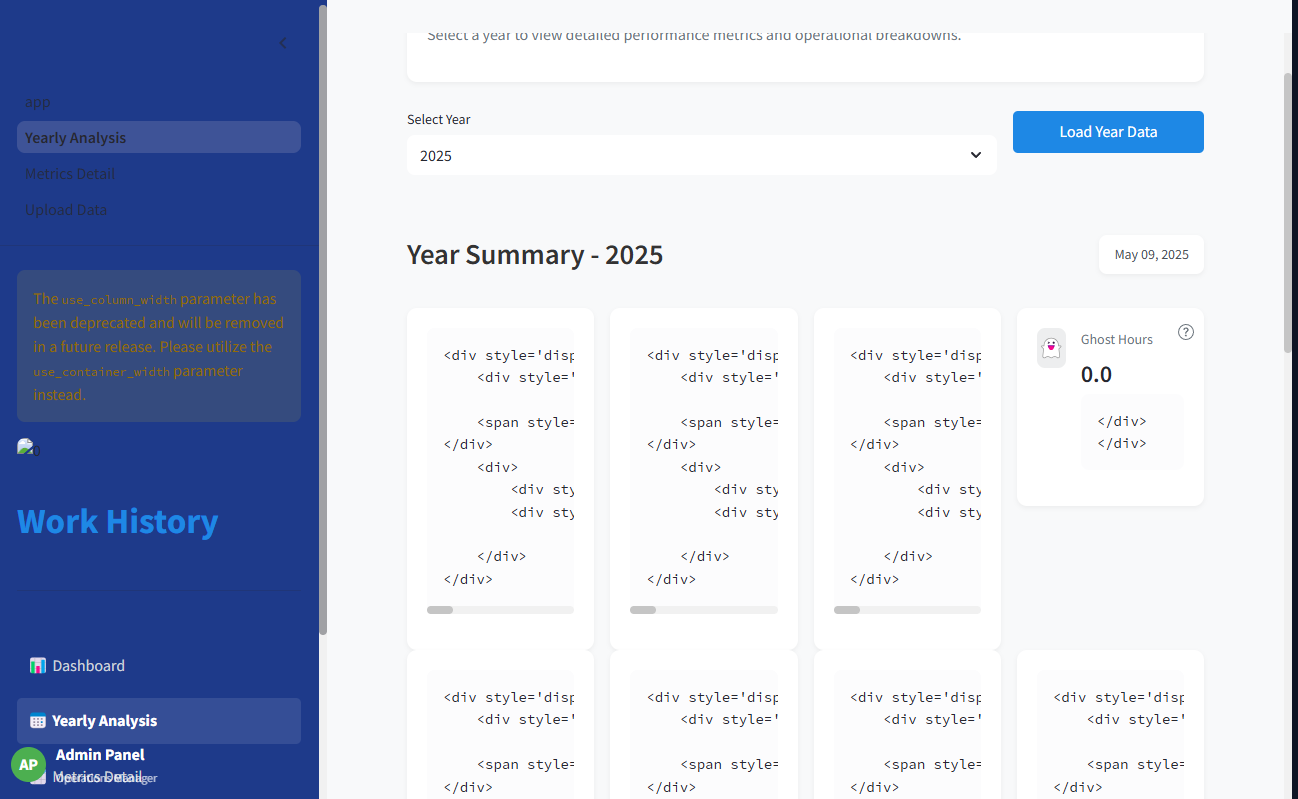 app
Yearly Analysis
Metrics Detail
Upload Data
The use_column_width parameter has
been deprecated and will be removed
in a future release. Please utilize the
use_container_width parameter
instead.
0
Work History
Dashboard
Yearly Analysis
AP
Admin Panel
Metrics Detail
Operations Manager
Select a year to view detailed performance metrics and operational breakdowns.
Select Year
2025
Load Year Data
Year Summary - 2025
May 09, 2025
<div style='disp
<div style='
<span style=
</div>
<div>
<div sty
<div sty
</div>
</div>
<div style='disp
<div style='
<span style=
</div>
<div>
<div sty
<div sty
</div>
</div>
<div style='disp
<div style='
<span style=
</div>
<div>
<div sty
<div sty
</div>
</div>
Ghost Hours
?
0.0
</div>
</div>
<div style='disp
<div style='
<span style=
</div>
<div style='disp
<div style='
<span style=
</div>
<div style='disp
<div style='
<span style=
</div>
<div style='disp
<div style='
<span style=
</div>